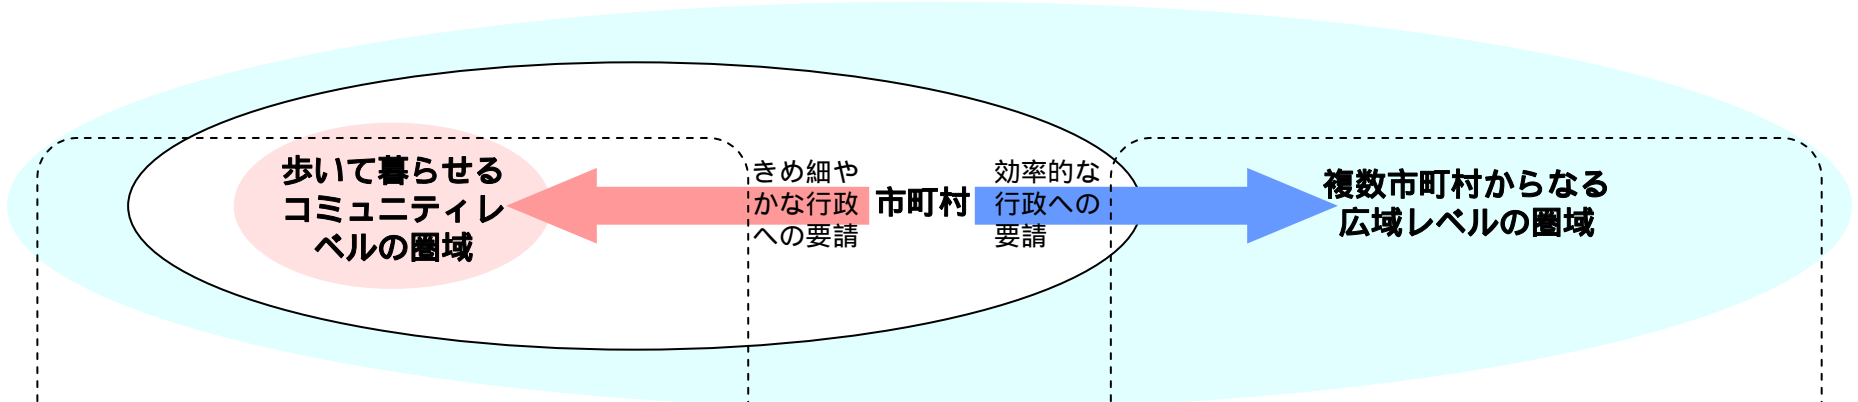 歩いて暮らせる
コミュニティレ
ベルの圏域
きめ細や
かな行政
への要請
市町村
効率的な
行政への
要請
複数市町村からなる
広域レベルの圏域